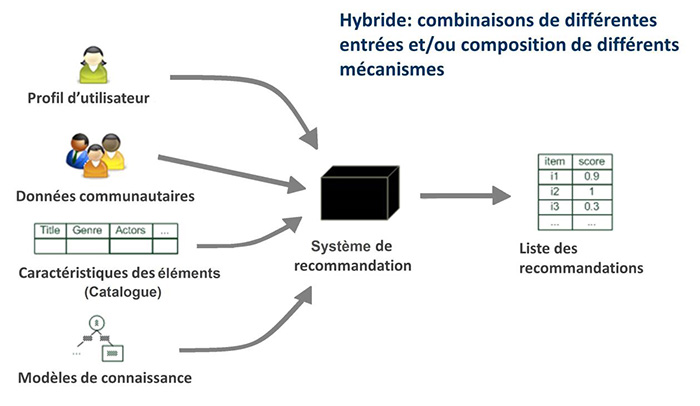 Hybride: combinaisons de différentes
entrées et/ou composition de différents
mécanismes
Profil d'utilisateur
Données communautaires
Title Genre Actors ...
Caractéristiques des éléments
(Catalogue)
...
Modèles de connaissance
Système de
recommandation
item score
i1 0.9
i2 1
i3 0.3
... ...
Liste des
recommandations